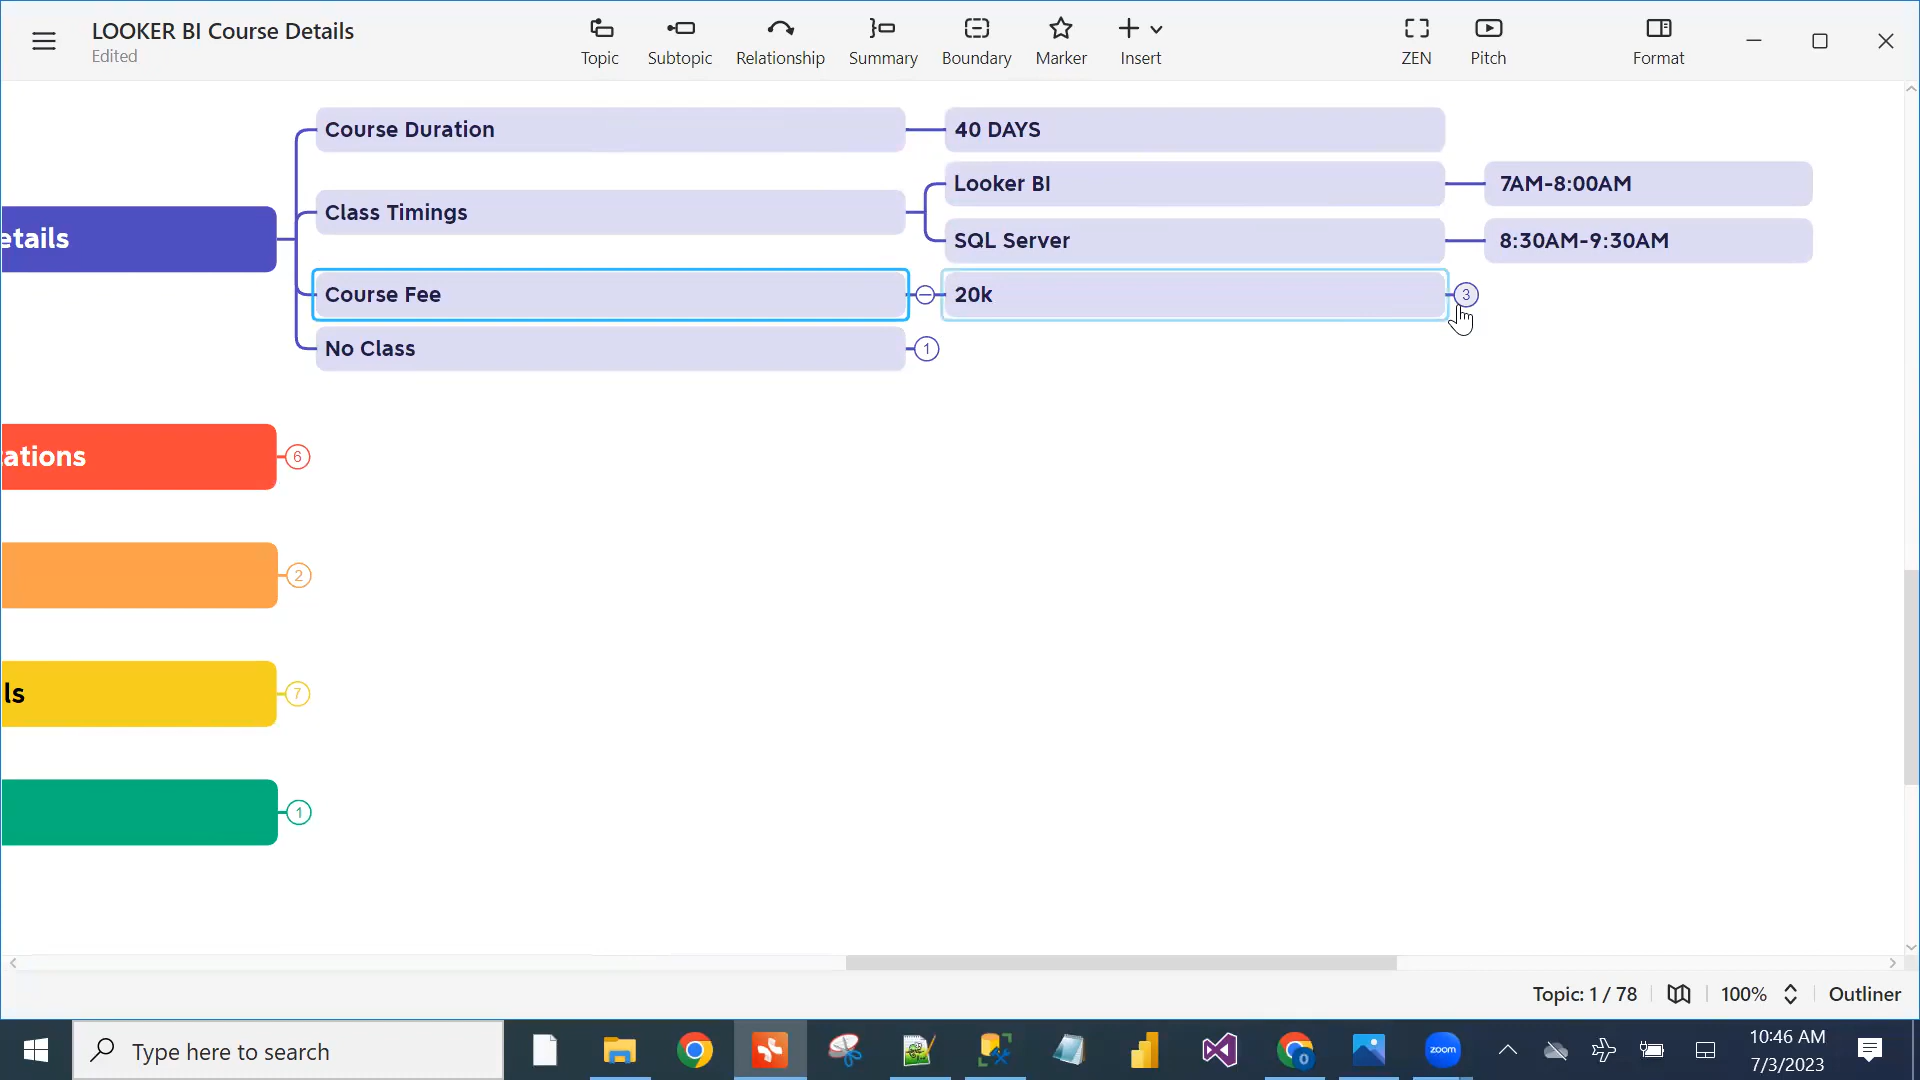 LOOKER BI Course Details
Edited
Topic
Subtopic
Relationship
Summary
Boundary
Marker
Insert
ZEN
Pitch
Format
Course Duration
40 DAYS
Looker BI
7AM-8:00AM
etails
Class Timings
SQL Server
8:30AM-9:30AM
Course Fee
20k
3
No Class
1
ations
6
2
ls
7
1
Topic: 1 / 78
100%
Outliner
Type here to search
zoom
10:46 AM
7/3/2023